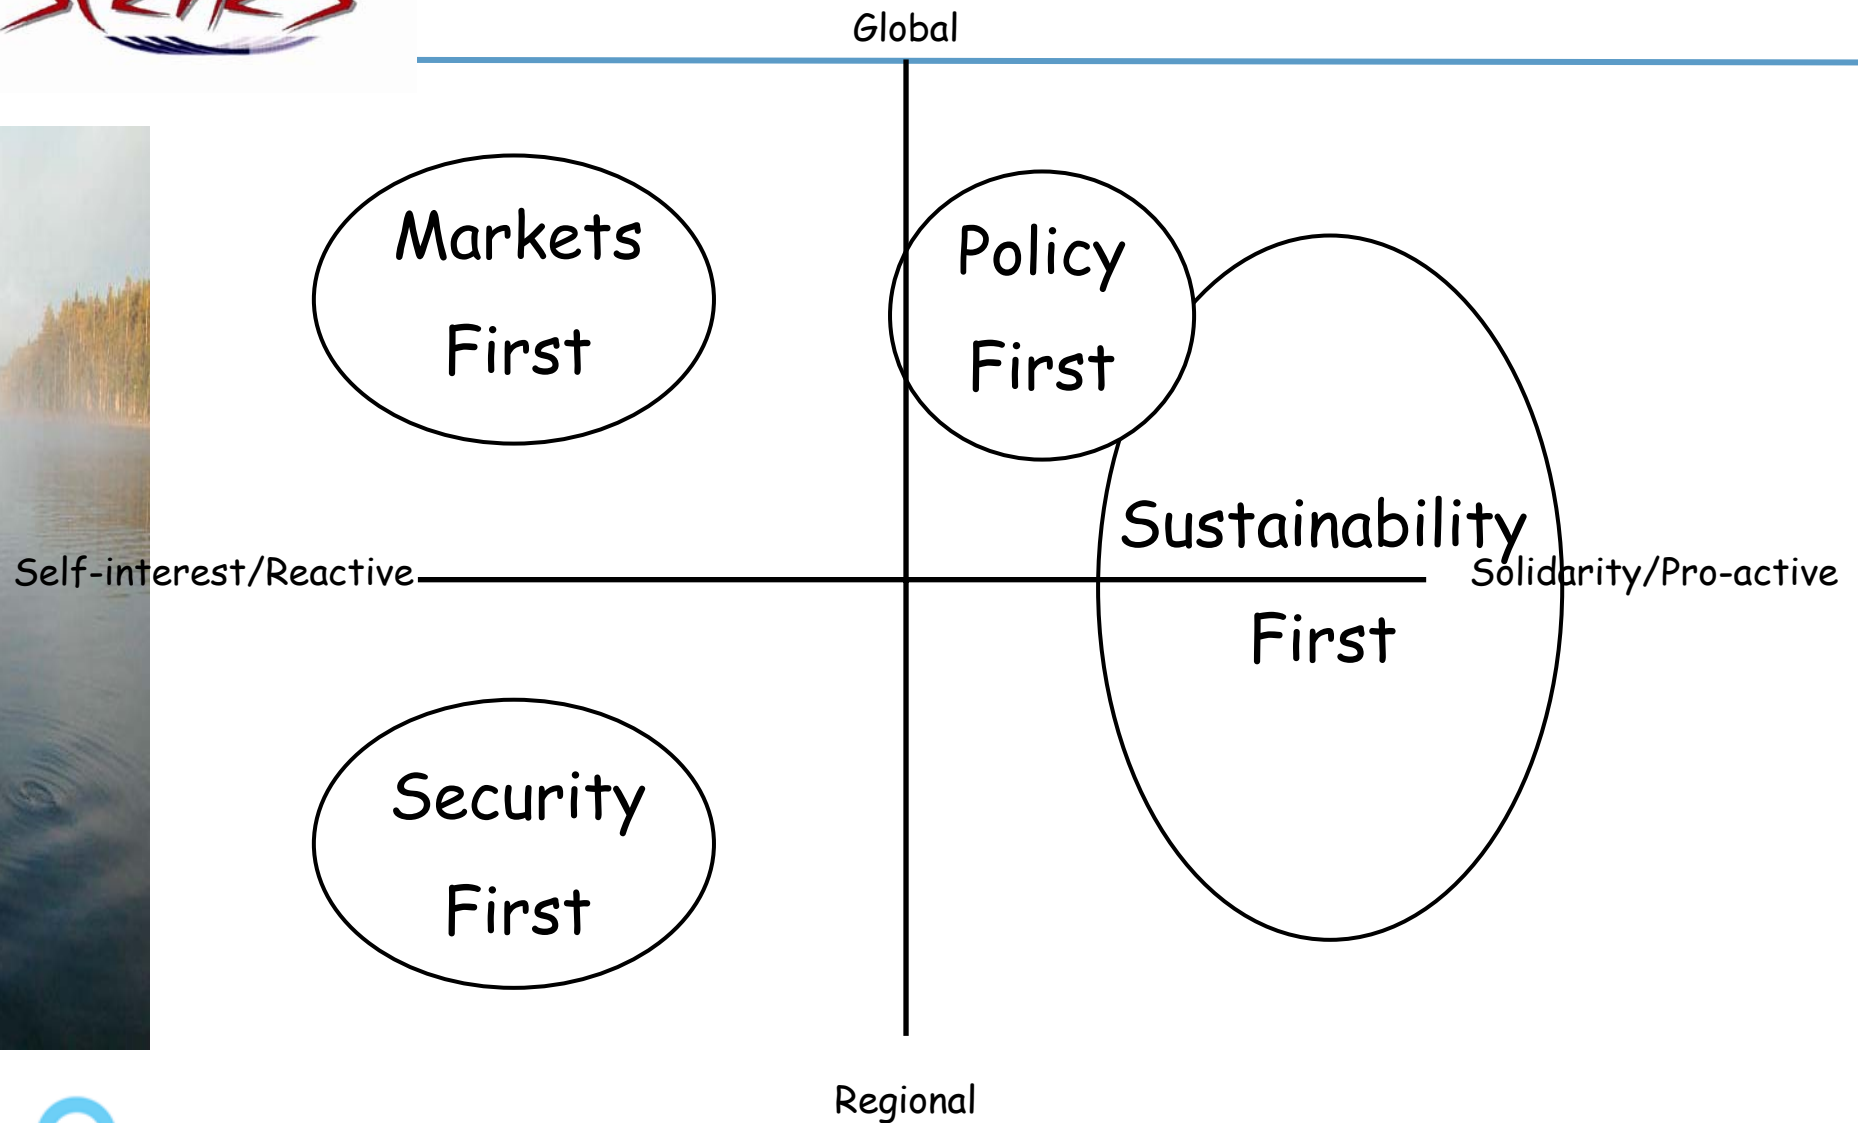 Global
Markets
First
Policy
First
Sustainability
First
Self-interest/Reactive
Solidarity/Pro-active
Security
First
Regional